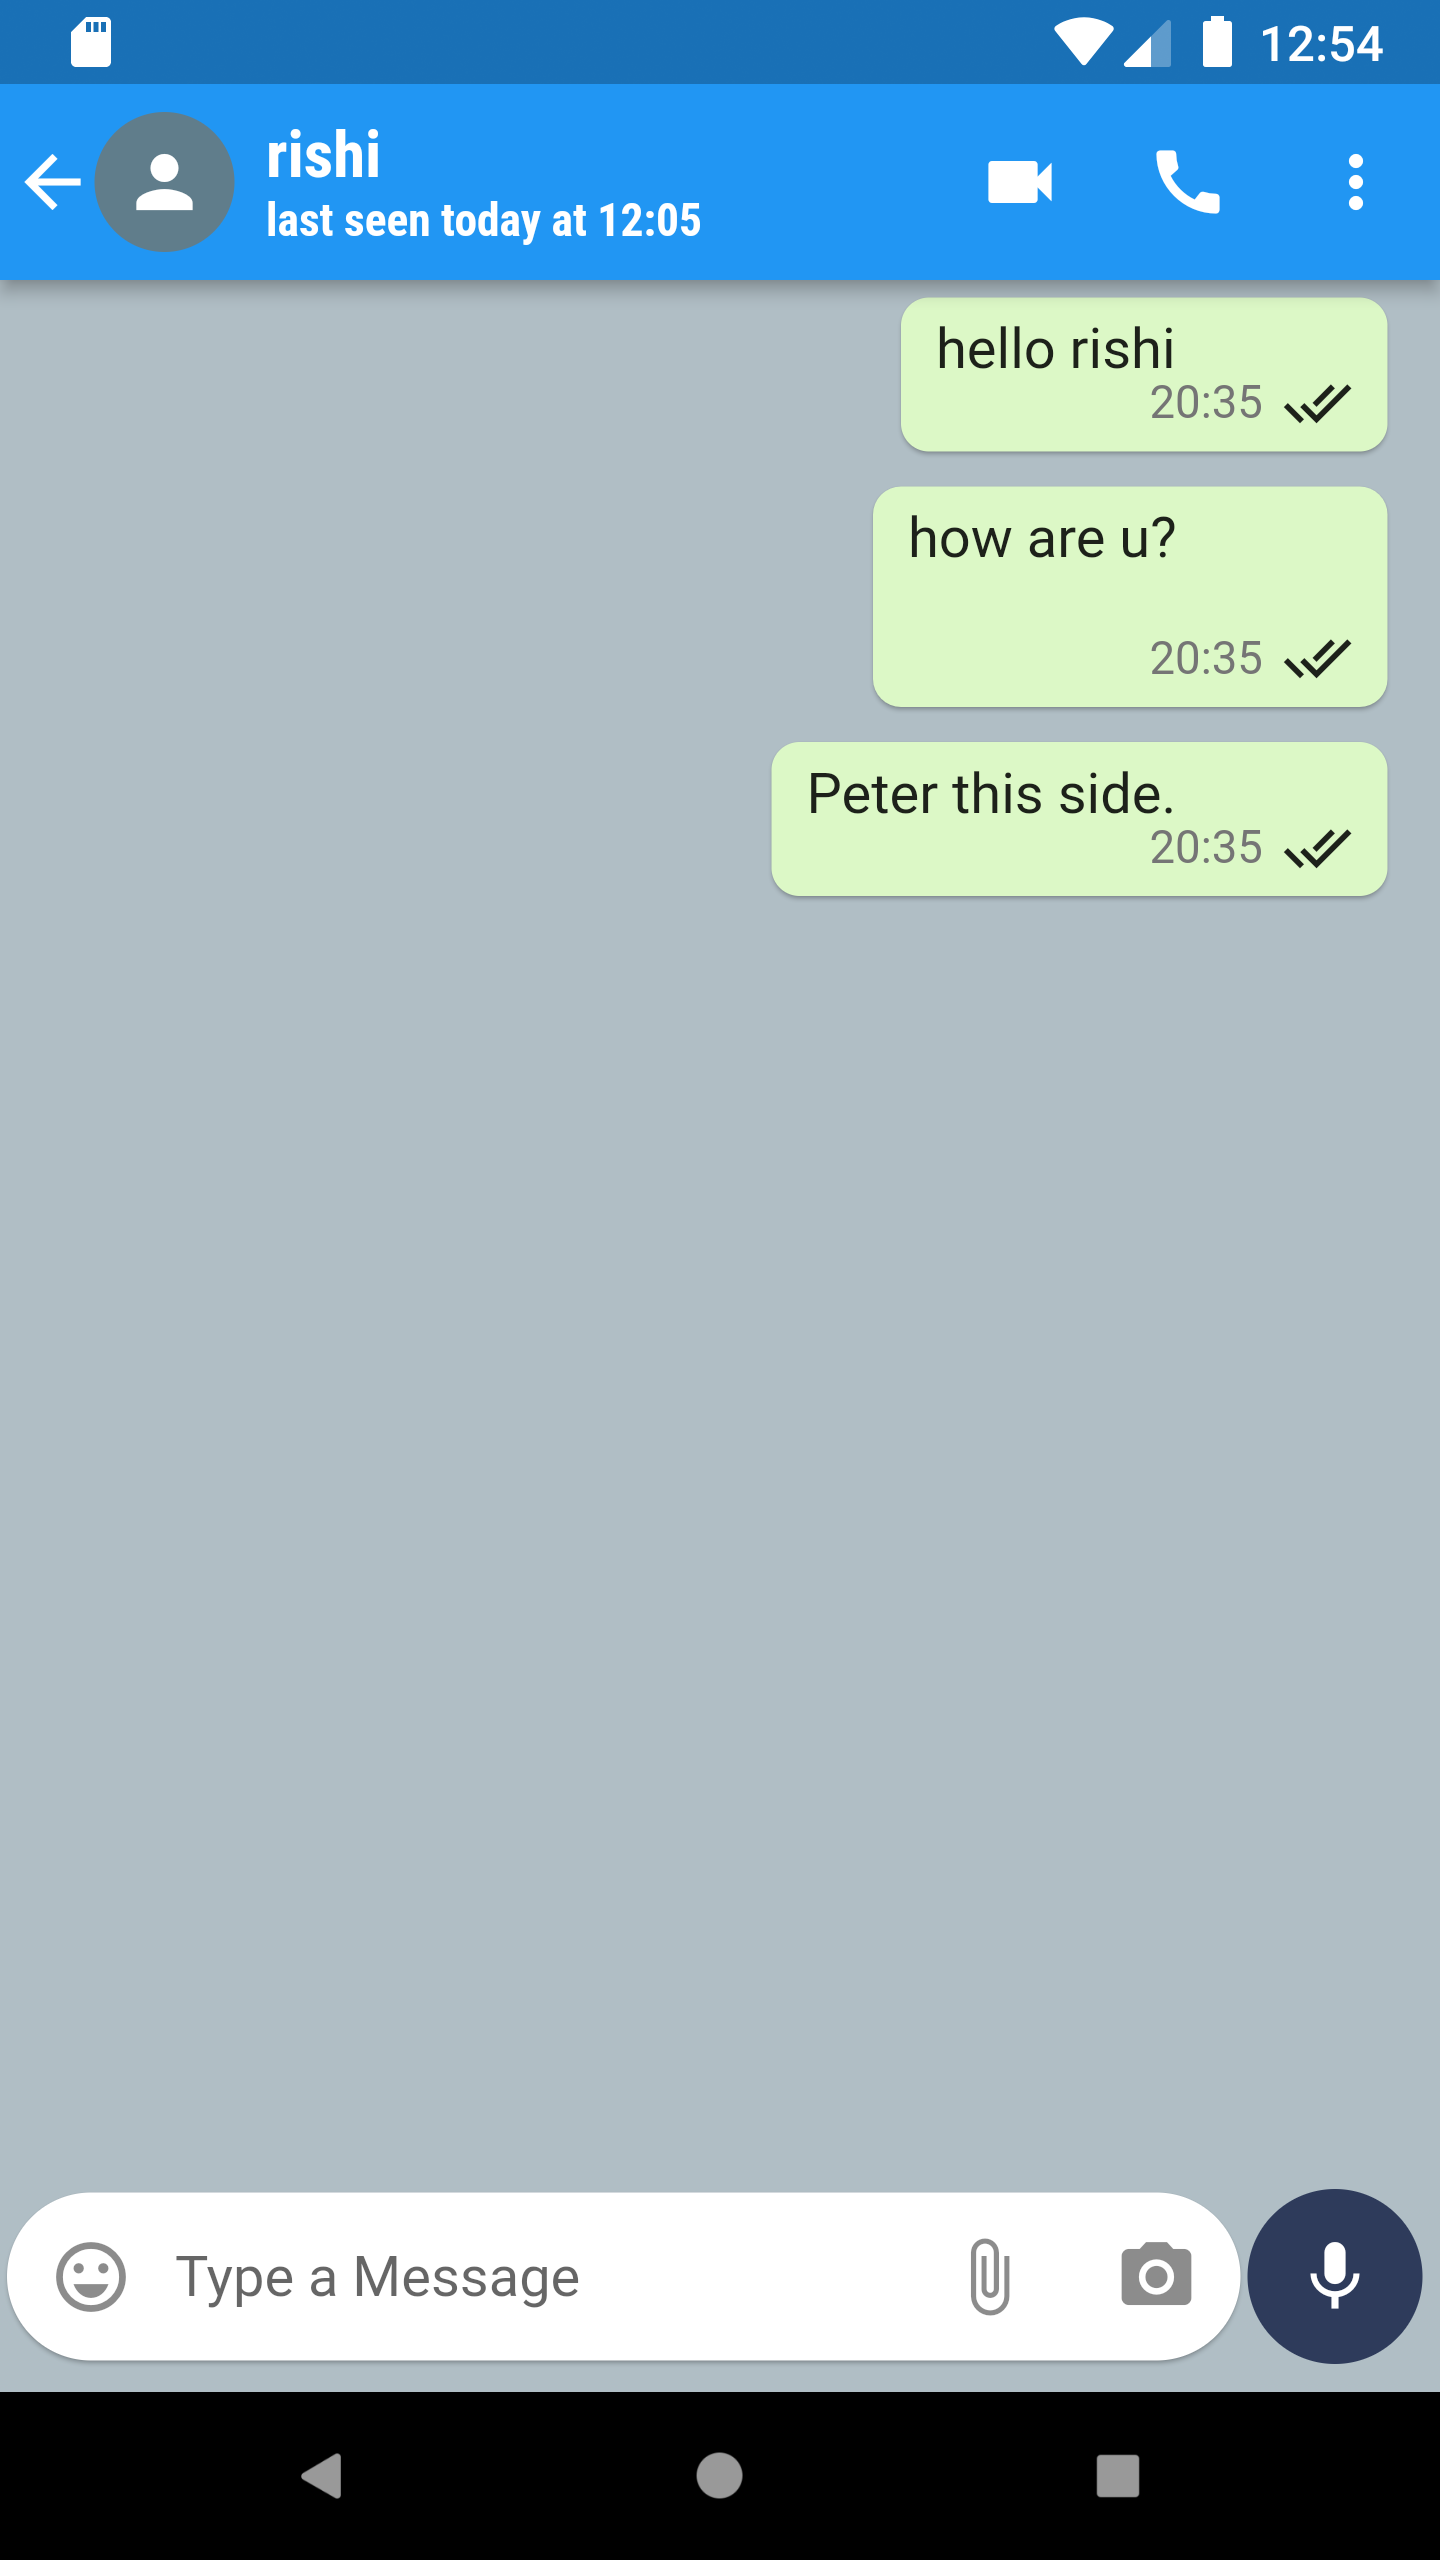 12:54
rishi
last seen today at 12:05
hello rishi
20:35
how are u?
20:35
Peter this side.
20:35
Type a Message